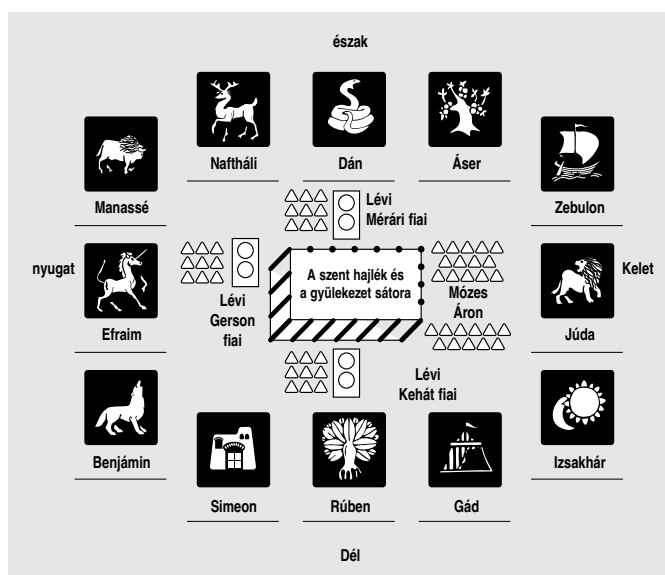 észak
Naftháli
Dán
Áser
Manassé
Zebulon
Lévi
Mérári fiai
nyugat
Efraim
Lévi
Gerson
fiai
A szent hajlék és
a gyülekezet sátora
Mózes
Áron
Kelet
Júda
Lévi
Kehát fiai
Benjámin
Izsakhár
Simeon
Rúben
Gád
Dél